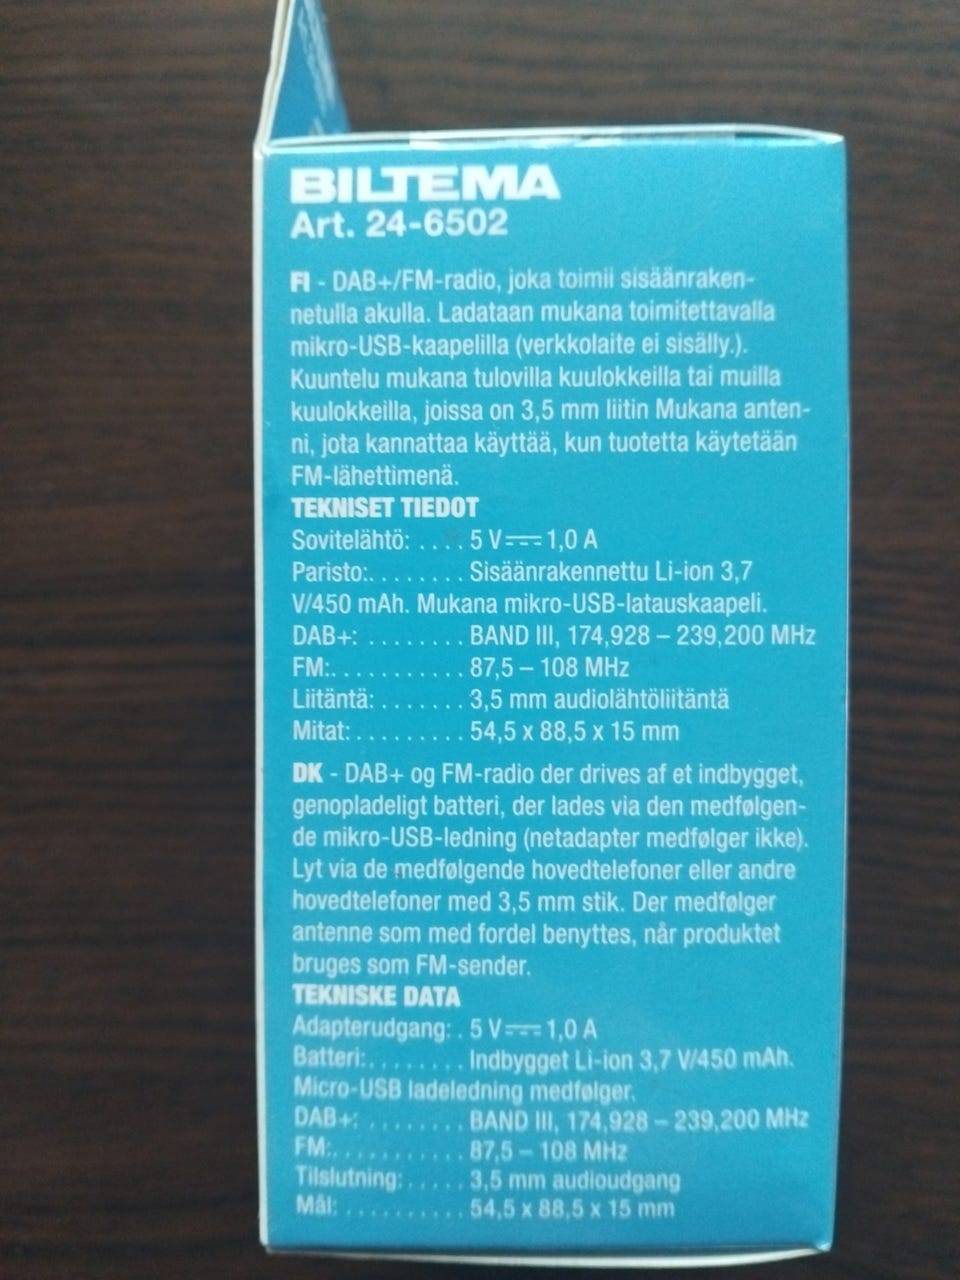 BILTEMA
Art. 24-6502
FI - DAB+/FM-radio, joka toimii sisäänraken-
netulla akulla. Ladataan mukana toimitettavalla
mikro-USB-kaapelilla (verkkolaite ei sisälly.).
Kuuntelu mukana tulovilla kuulokkeilla tai muilla
kuulokkeilla, joissa on 3,5 mm liitin Mukana anten-
ni, jota kannattaa käyttää, kun tuotetta käytetään
FM-lähettimenä.
TEKNISET TIEDOT
Sovitelähtö: .... 5 V⎓1,0 A
Paristo:........ Sisäänrakennettu Li-ion 3,7
V/450 mAh. Mukana mikro-USB-latauskaapeli.
DAB+: ........ BAND III, 174,928 – 239,200 MHz
FM:........... 87,5 – 108 MHz
Liitäntä: ....... 3,5 mm audiolähtöliitäntä
Mitat: ......... 54,5 x 88,5 x 15 mm
DK - DAB+ og FM-radio der drives af et indbygget,
genopladeligt batteri, der lades via den medfølgen-
de mikro-USB-ledning (netadapter medfølger ikke).
Lyt via de medfølgende hovedtelefoner eller andre
hovedtelefoner med 3,5 mm stik. Der medfølger
antenne som med fordel benyttes, når produktet
bruges som FM-sender.
TEKNISKE DATA
Adapterudgang: . 5 V⎓1,0 A
Batteri:........ Indbygget Li-ion 3,7 V/450 mAh.
Micro-USB ladeledning medfølger.
DAB+: ........ BAND III, 174,928 – 239,200 MHz
FM:........... 87,5 – 108 MHz
Tilslutning: ..... 3,5 mm audioudgang
Mål: .......... 54,5 x 88,5 x 15 mm